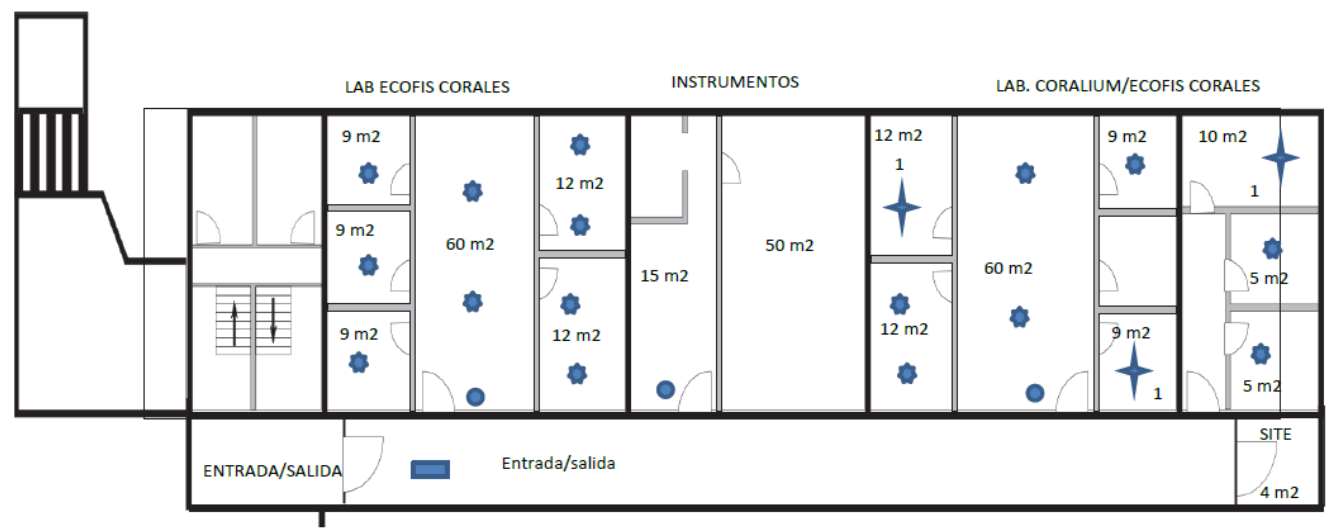 LAB ECOFIS CORALES
INSTRUMENTOS
LAB. CORALIUM/ECOFIS CORALES
9 m2
12 m2
9 m2
60 m2
12 m2
9 m2
15 m2
50 m2
12 m2
1
12 m2
60 m2
9 m2
9 m2
1
10 m2
1
5 m2
5 m2
ENTRADA/SALIDA
Entrada/salida
SITE
4 m2